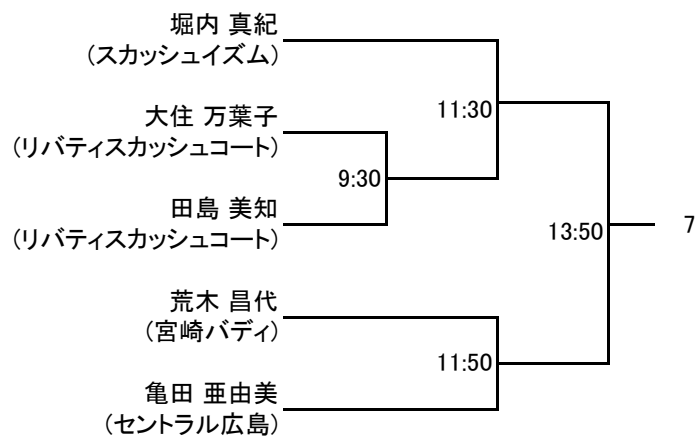 堀内 真紀
(スカッシュイズム)
11:30
大住 万葉子
(リバティスカッシュコート)
9:30
田島 美知
(リバティスカッシュコート)
13:50
7
荒木 昌代
(宮崎バディ)
11:50
亀田 亜由美
(セントラル広島)